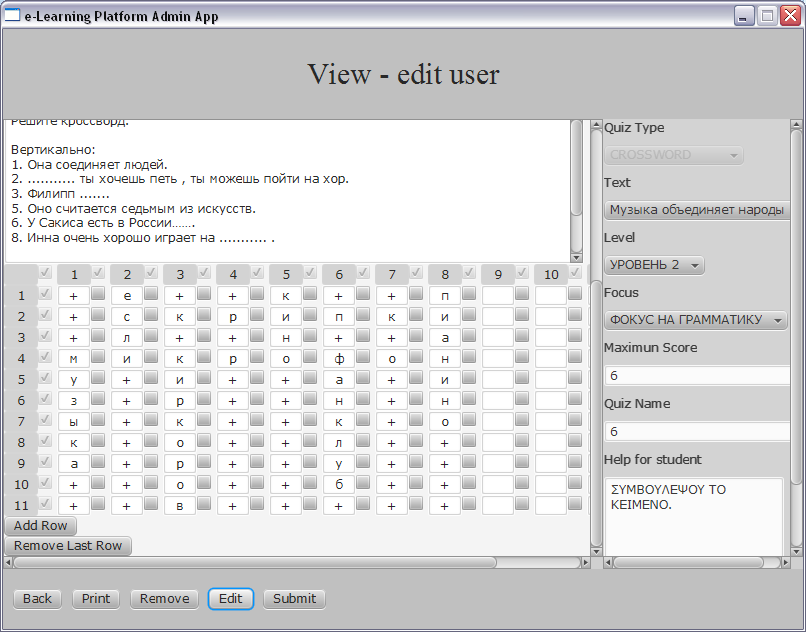 e-Learning Platform Admin App
View - edit user
Решите кроссворд.
Вертикально:
1. Она соединяет людей.
2. ........... ты хочешь петь , ты можешь пойти на хор.
3. Филипп .......
5. Оно считается седьмым из искусств.
6. У Сакиса есть в России.......
8. Инна очень хорошо играет на ........... .
1 2 3 4 5 6 7 8 9 10
1 + е + + к + + п
2 + с к р и п к и
3 + л + + н + + а
4 м и к р о ф о н
5 у + и + + а + и
6 з + р + + н + н
7 ы + к + + к + о
8 к + о + + л + +
9 а + р + + у + +
10 + + о + + б + +
11 + + в + + + + +
Add Row
Remove Last Row
Quiz Type
CROSSWORD
Text
Музыка объединяет народы
Level
УРОВЕНЬ 2
Focus
ФОКУС НА ГРАММАТИКУ
Maximun Score
6
Quiz Name
6
Help for student
ΣΥΜΒΟΥΛΕΨΟΥ ΤΟ
ΚΕΙΜΕΝΟ.
Back Print Remove Edit Submit